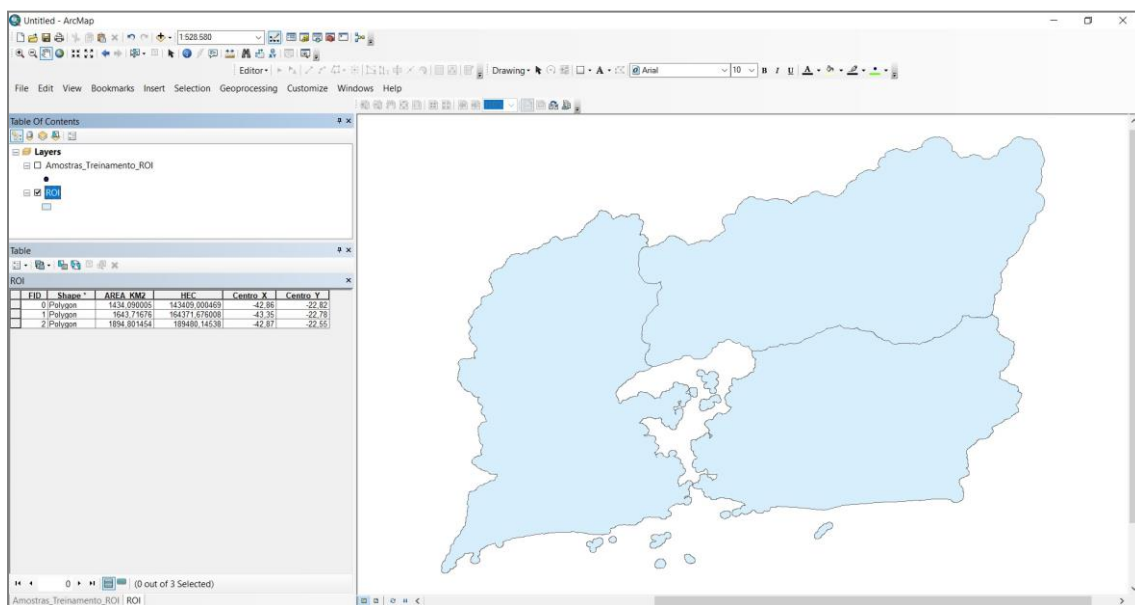 Untitled - ArcMap
1:528.580
Editor
Drawing
Arial
10
B I U A
File Edit View Bookmarks Insert Selection Geoprocessing Customize Windows Help
Table Of Contents
Layers
Amostras_Treinamento_ROI
ROI
Table
ROI
FID Shape * AREA_KM2 HEC Centro_X Centro_Y
0 Polygon 1434,090005 143409,000469 -42,86 -22,82
1 Polygon 1643,71676 164371,676008 -43,35 -22,78
2 Polygon 1894,801454 189480,14538 -42,87 -22,55
0
(0 out of 3 Selected)
Amostras_Treinamento_ROI ROI